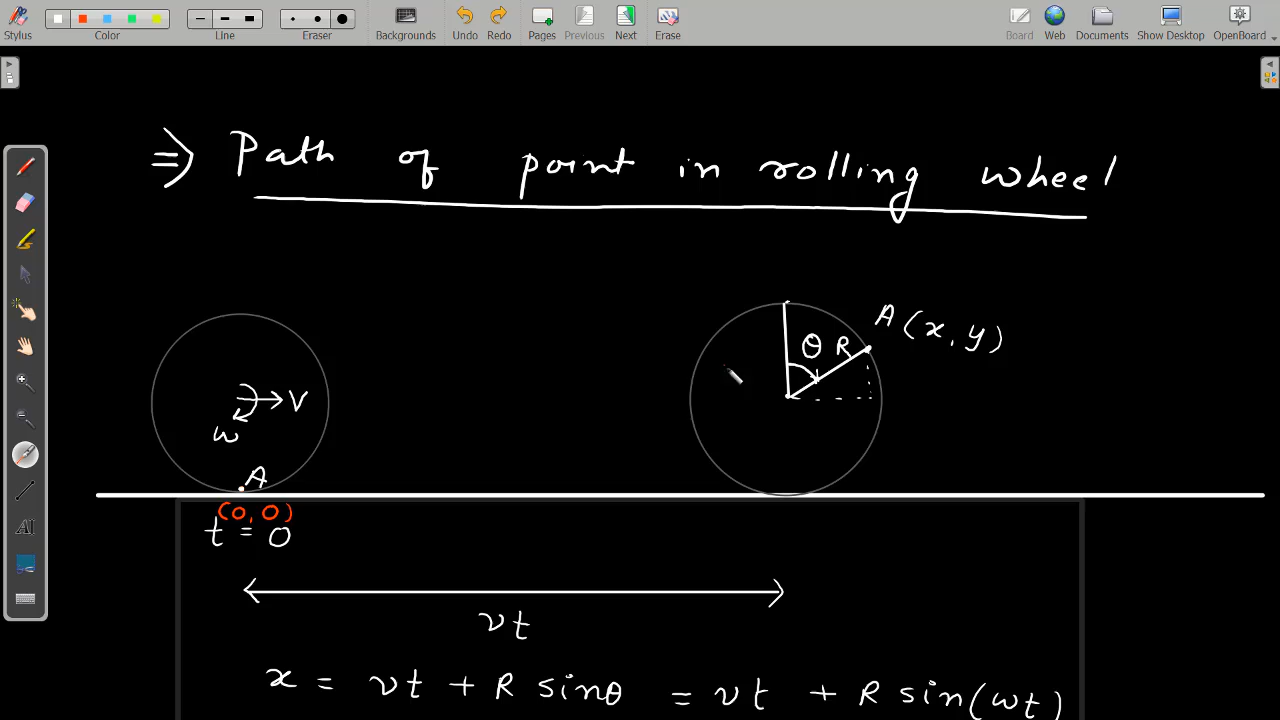 Stylus Color Line Eraser Backgrounds Undo Redo Pages Previous Next Erase Board Web Documents Show Desktop OpenBoard
⇒ Path of point in rolling wheel
A (x, y)
θ R
V
ω
A
(0, 0)
t = 0
vt
x = vt + R sinθ = vt + R sin(ωt)
AI